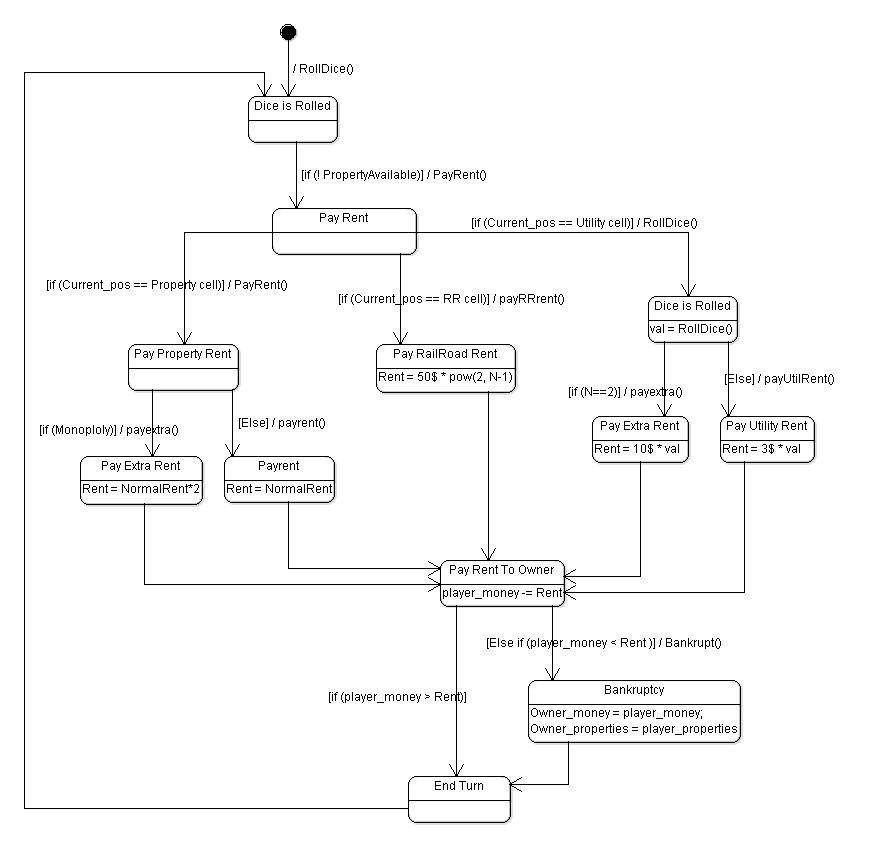 / RollDice()
Dice is Rolled
[if (! PropertyAvailable)] / PayRent()
Pay Rent
[if (Current_pos == Utility cell)] / RollDice()
[if (Current_pos == Property cell)] / PayRent()
[if (Current_pos == RR cell)] / payRRrent()
Dice is Rolled
val = RollDice()
Pay Property Rent
Pay RailRoad Rent
Rent = 50$ * pow(2, N-1)
[if (N==2)] / payextra()
[Else] / payUtilRent()
[if (Monoploly)] / payextra()
[Else] / payrent()
Pay Extra Rent
Rent = 10$ * val
Pay Utility Rent
Rent = 3$ * val
Pay Extra Rent
Rent = NormalRent*2
Payrent
Rent = NormalRent
Pay Rent To Owner
player_money -= Rent
[Else if (player_money < Rent )] / Bankrupt()
[if (player_money > Rent)]
Bankruptcy
Owner_money = player_money;
Owner_properties = player_properties
End Turn